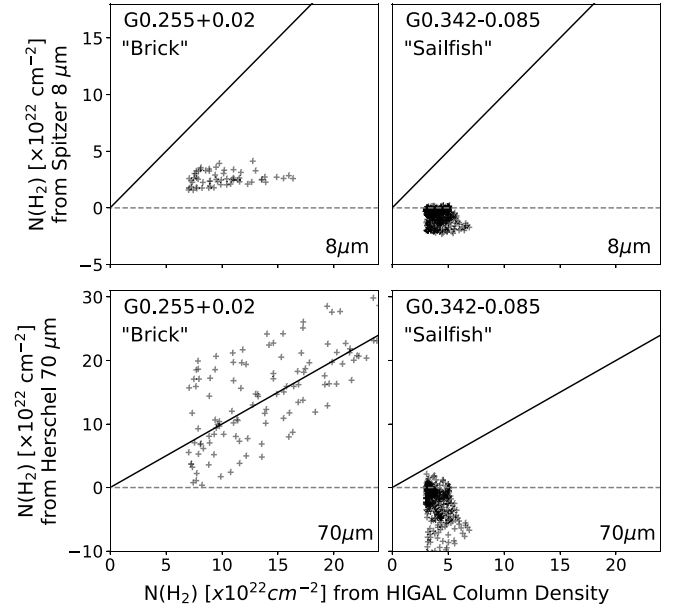 G0.255+0.02
"Brick"
8μm
G0.342-0.085
"Sailfish"
8μm
15
10
5
0
−5
N(H₂) [×10²² cm⁻²]
from Spitzer 8 μm
G0.255+0.02
"Brick"
70μm
G0.342-0.085
"Sailfish"
70μm
30
20
10
0
−10
N(H₂) [×10²² cm⁻²]
from Herschel 70 μm
0 5 10 15 20
0 5 10 15 20
N(H₂) [x10²²cm⁻²] from HIGAL Column Density